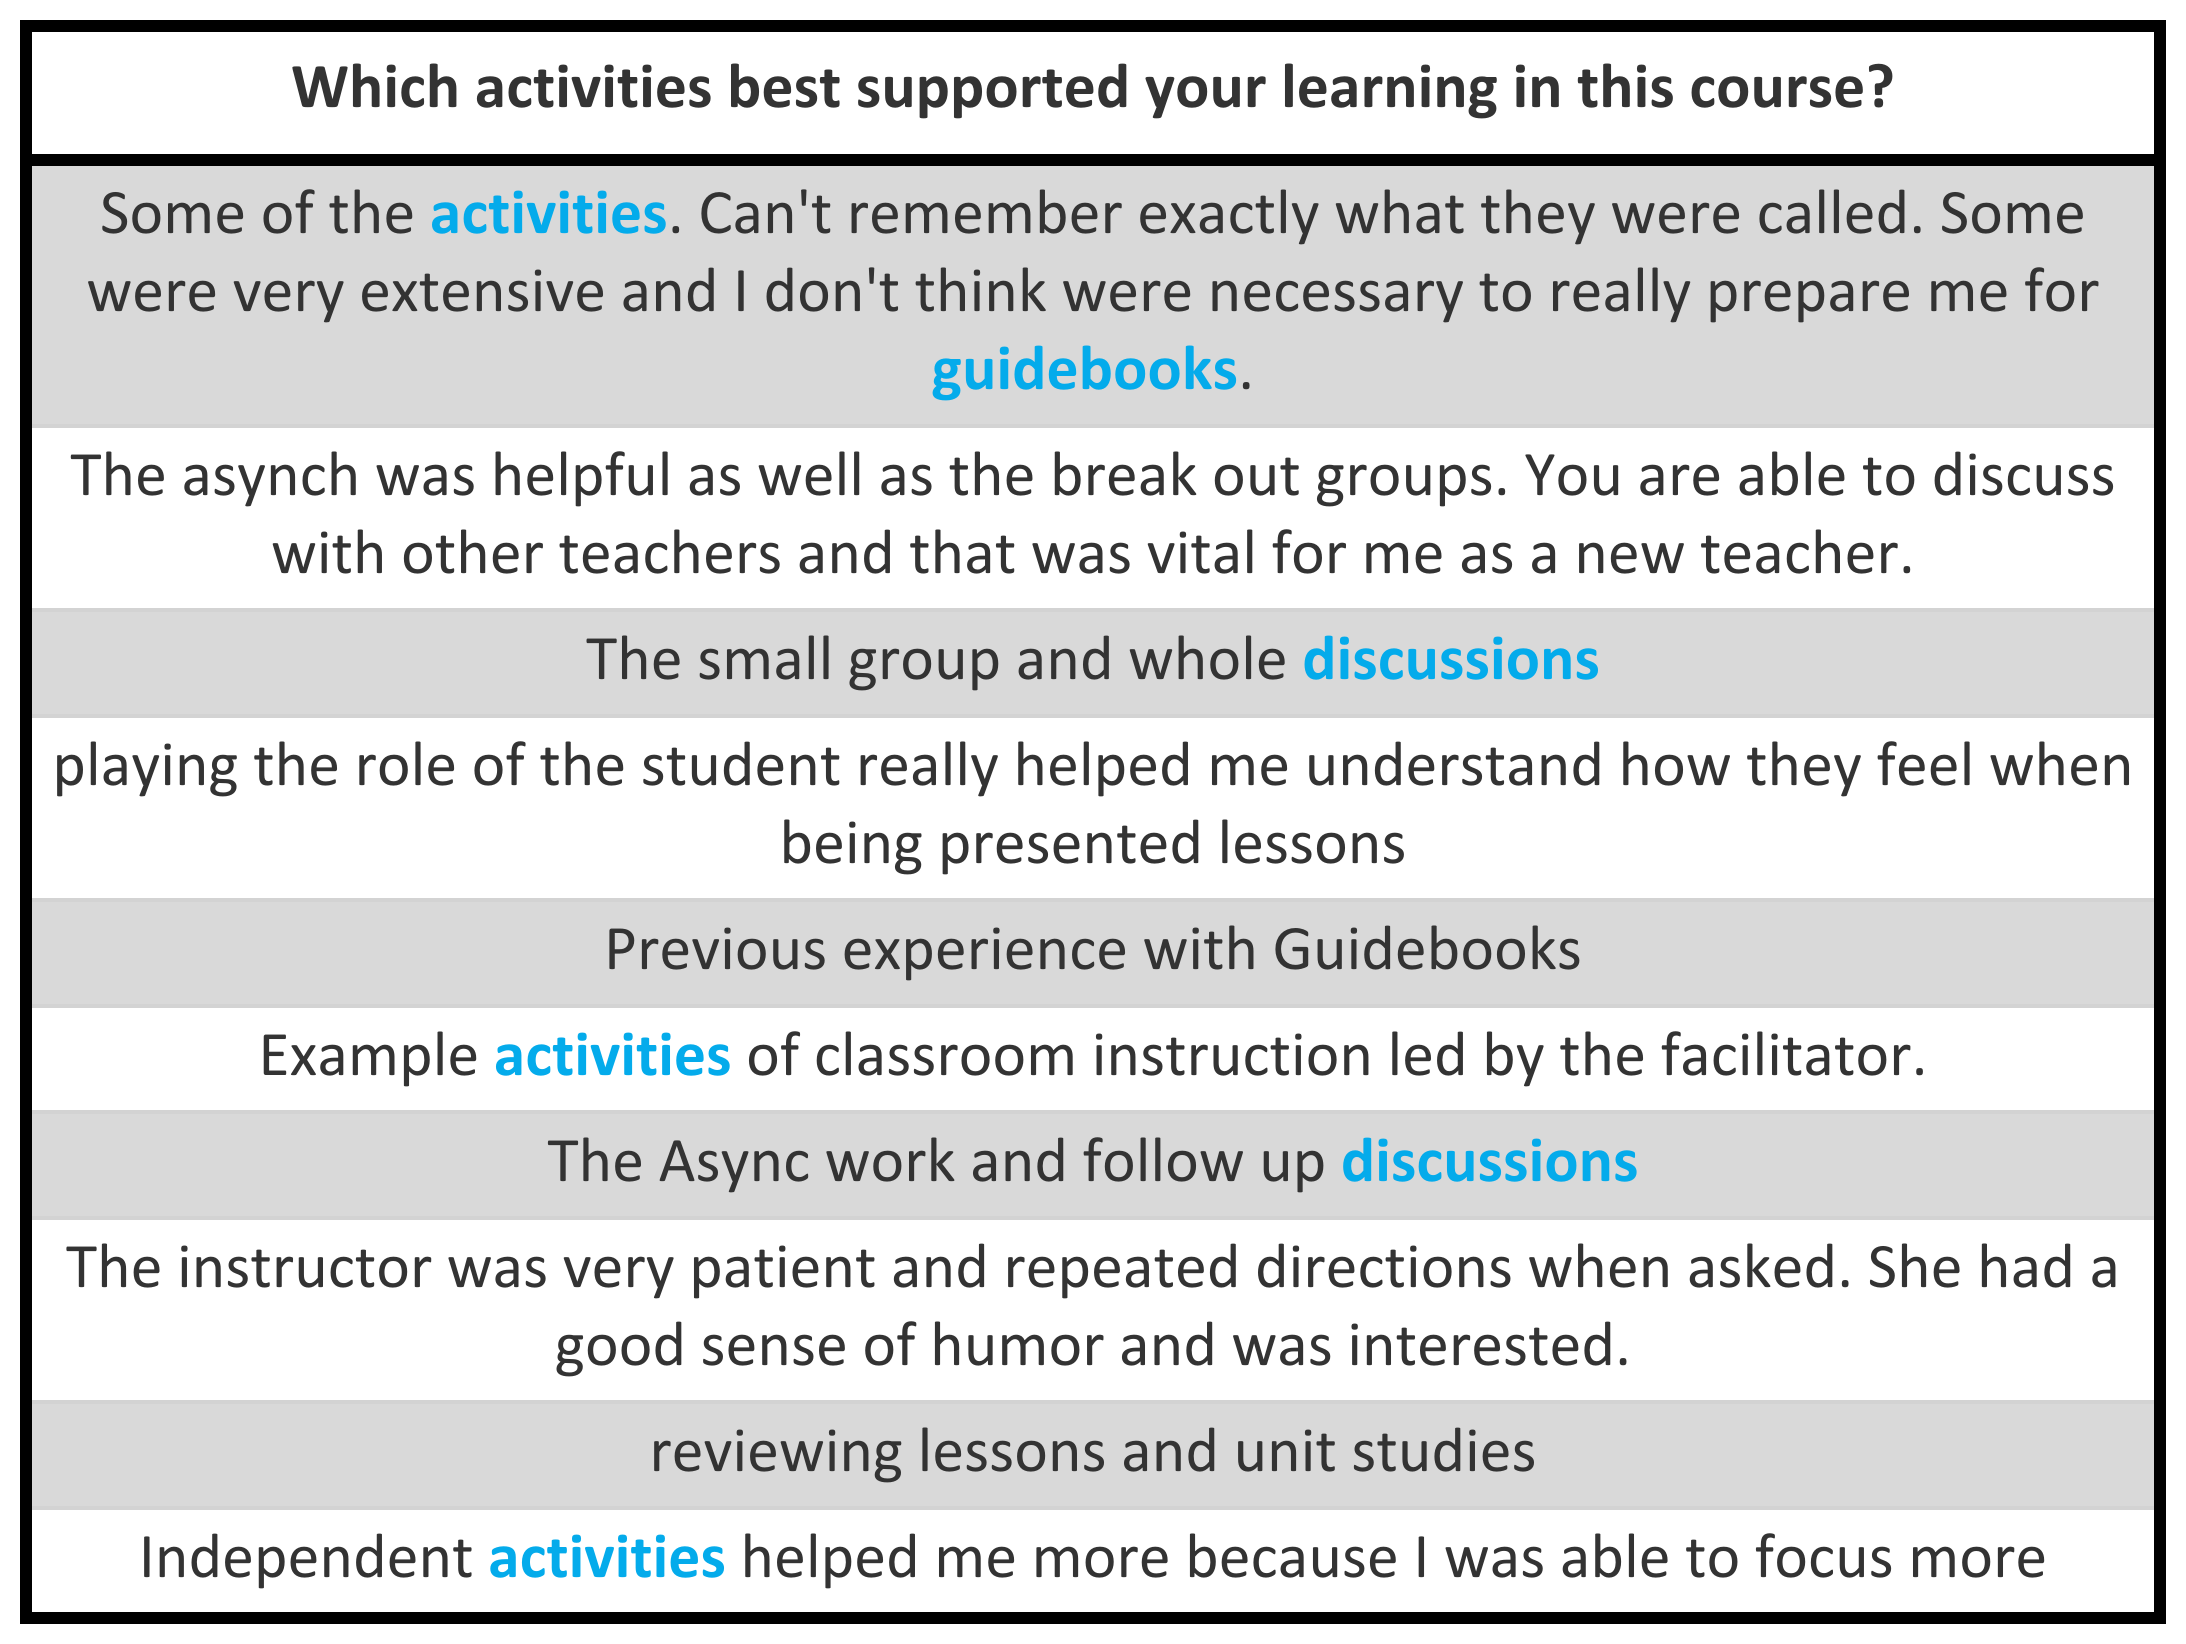 Which activities best supported your learning in this course?
Some of the activities. Can't remember exactly what they were called. Some
were very extensive and I don't think were necessary to really prepare me for
guidebooks.
The asynch was helpful as well as the break out groups. You are able to discuss
with other teachers and that was vital for me as a new teacher.
The small group and whole discussions
playing the role of the student really helped me understand how they feel when
being presented lessons
Previous experience with Guidebooks
Example activities of classroom instruction led by the facilitator.
The Async work and follow up discussions
The instructor was very patient and repeated directions when asked. She had a
good sense of humor and was interested.
reviewing lessons and unit studies
Independent activities helped me more because I was able to focus more